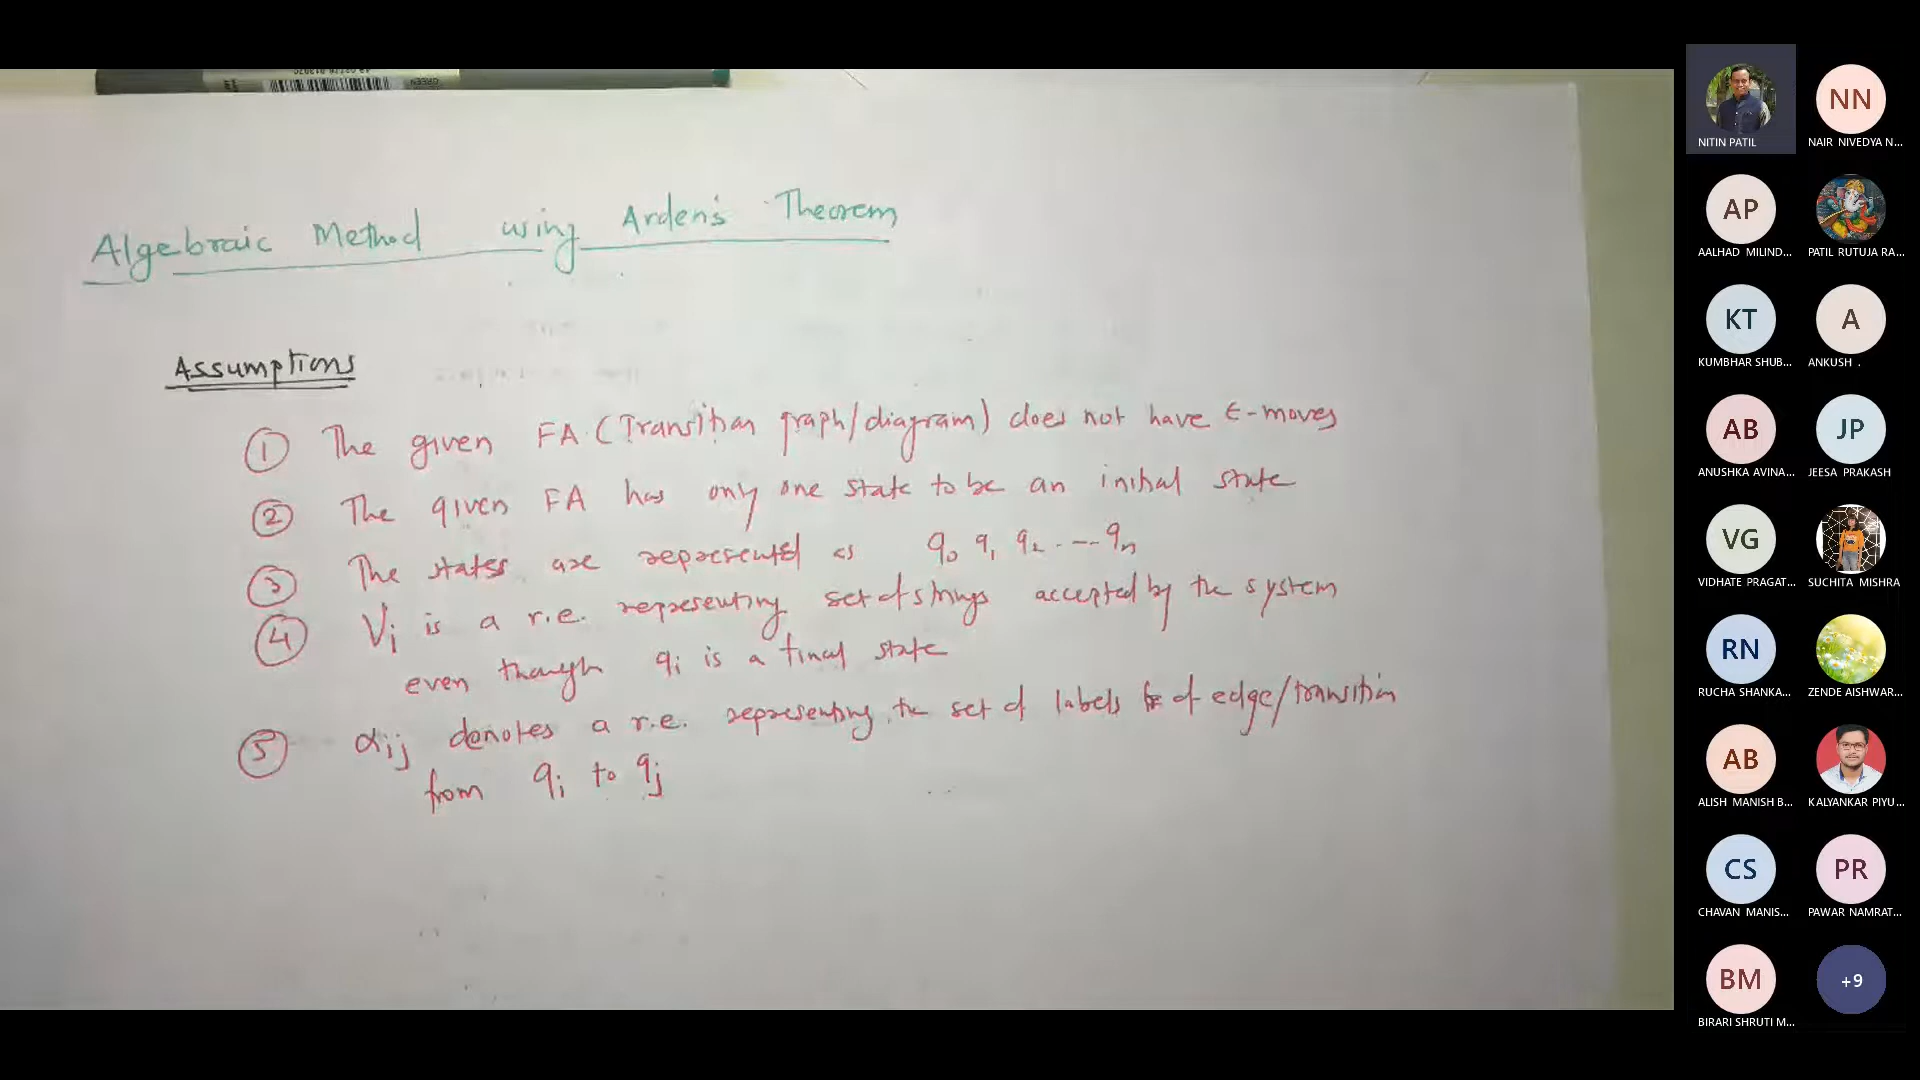 Algebraic Method using Arden's Theorem
Assumptions
① The given FA (Transition graph/diagram) does not have ε-moves
② The given FA has only one state to be an initial state
③ The states are represented as q₀ q₁ q₂ .--- qₙ
④ Vᵢ is a r.e. representing set of strings accepted by the system
even though qᵢ is a final state
⑤ αᵢⱼ denotes a r.e. representing the set of labels of edge/transition
from qᵢ to qⱼ
NITIN PATIL
NN
NAIR NIVEDYA N...
AP
AALHAD MILIND...
PATIL RUTUJA RA...
KT
KUMBHAR SHUB...
A
ANKUSH .
AB
ANUSHKA AVINA...
JP
JEESA PRAKASH
VG
VIDHATE PRAGAT...
SUCHITA MISHRA
RN
RUCHA SHANKA...
ZENDE AISHWAR...
AB
ALISH MANISH B...
KALYANKAR PIYU...
CS
CHAVAN MANIS...
PR
PAWAR NAMRAT...
BM
BIRARI SHRUTI M...
+9